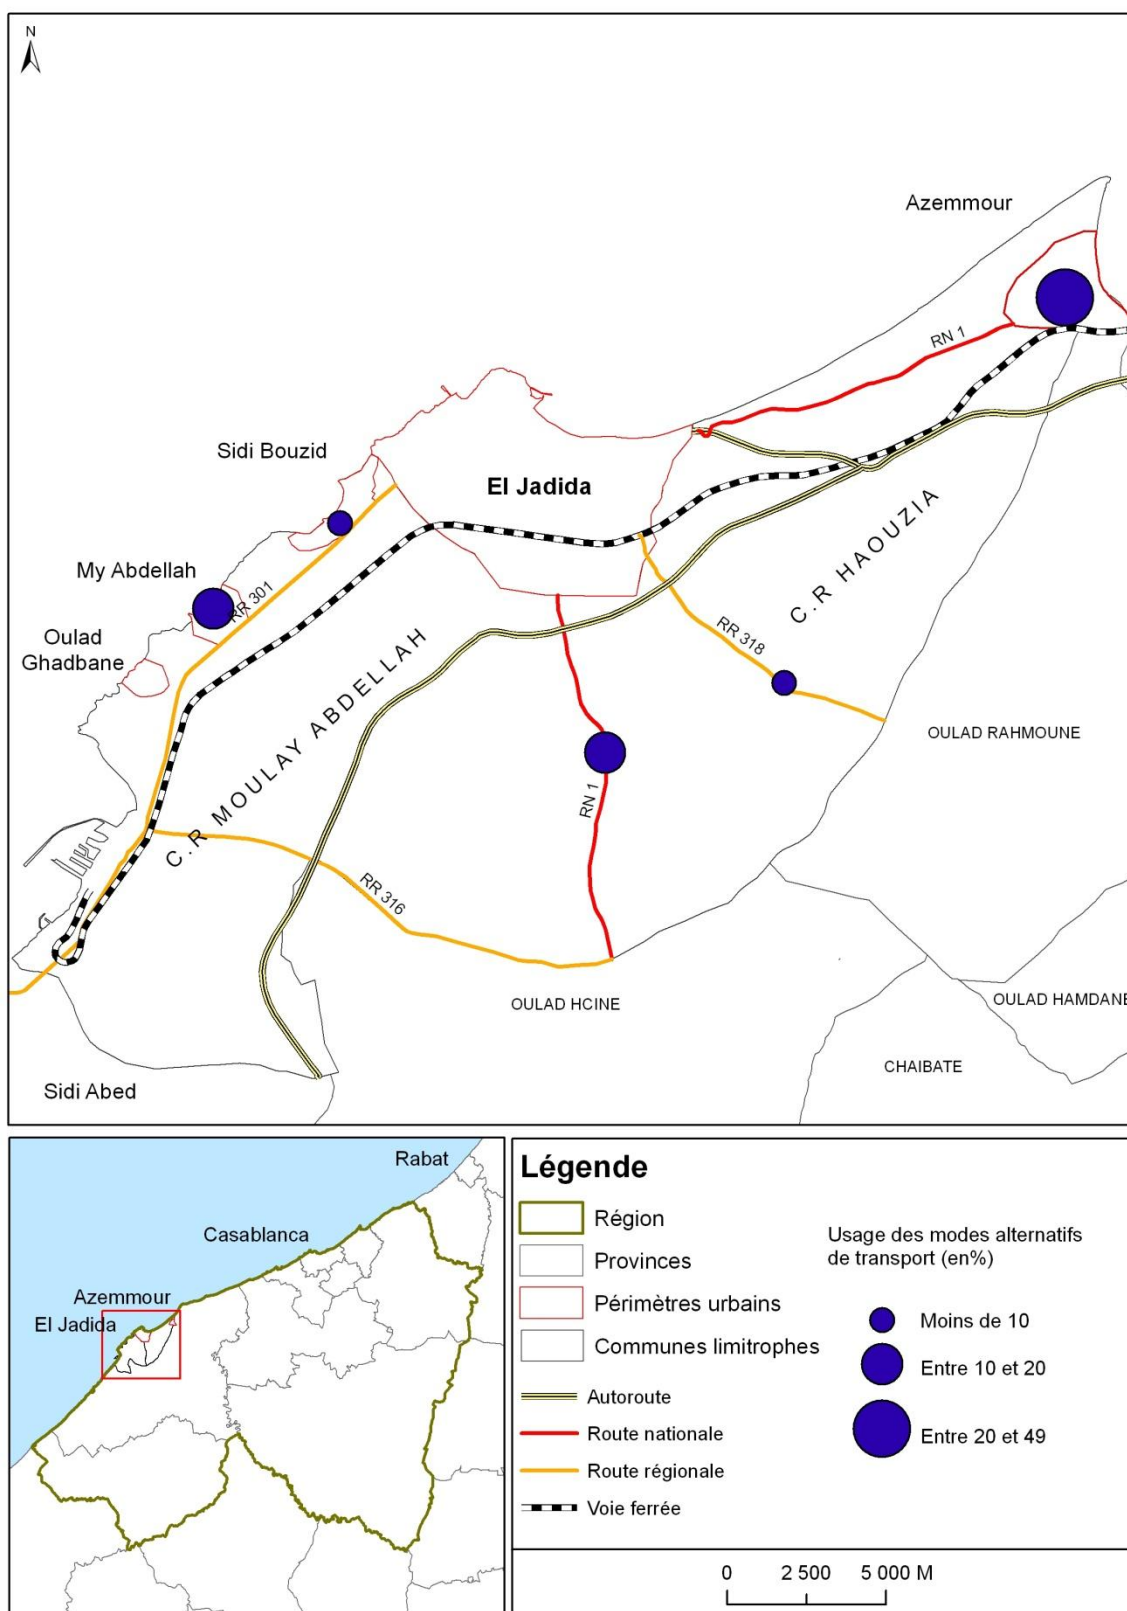 N
Azemmour
RN 1
Sidi Bouzid
El Jadida
My Abdellah
RR 301
C.R HAOUZIA
Oulad
Ghadbane
RR 318
C.R MOULAY ABDELLAH
OULAD RAHMOUNE
RN 1
RR 316
OULAD HCINE
OULAD HAMDANE
CHAIBATE
Sidi Abed
Rabat
Casablanca
Azemmour
El Jadida
Légende
Région
Provinces
Périmètres urbains
Communes limitrophes
Autoroute
Route nationale
Route régionale
Voie ferrée
Usage des modes alternatifs
de transport (en%)
Moins de 10
Entre 10 et 20
Entre 20 et 49
0 2 500 5 000 M